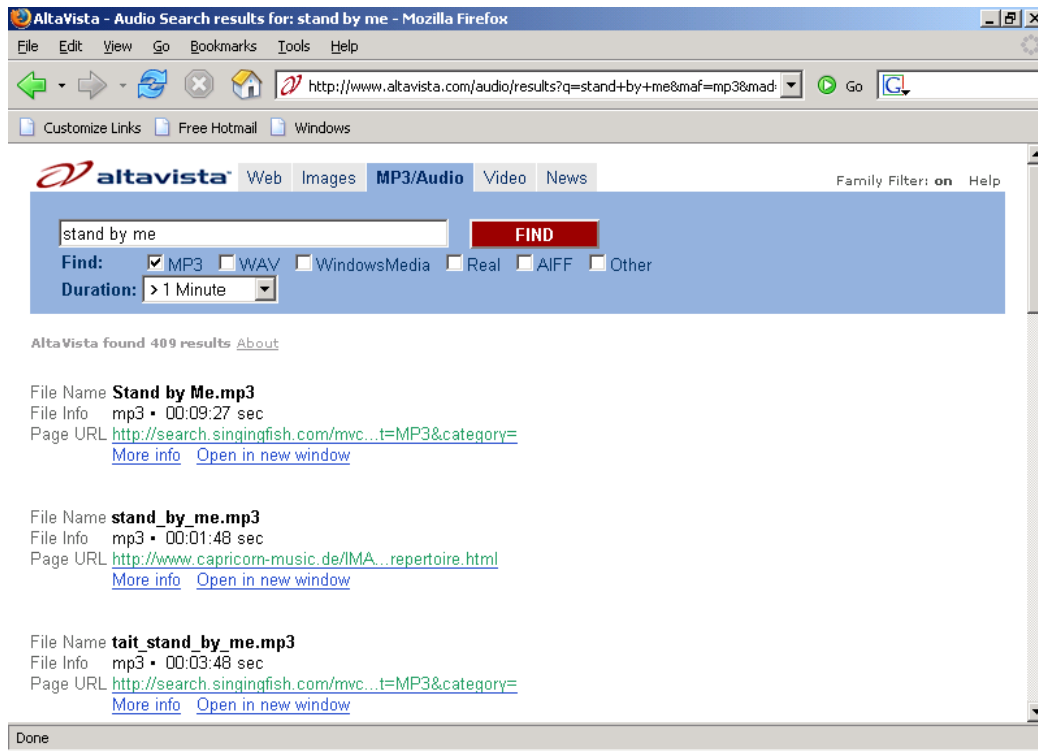 AltaVista - Audio Search results for: stand by me - Mozilla Firefox
File Edit View Go Bookmarks Tools Help
http://www.altavista.com/audio/results?q=stand+by+me&maf=mp3&mad: Go G
Customize Links Free Hotmail Windows
altavista Web Images MP3/Audio Video News Family Filter: on Help
stand by me FIND
Find: MP3 WAV WindowsMedia Real AIFF Other
Duration: > 1 Minute
AltaVista found 409 results About
File Name Stand by Me.mp3
File Info mp3 • 00:09:27 sec
Page URL http://search.singingfish.com/mvc...t=MP3&category=
More info Open in new window
File Name stand_by_me.mp3
File Info mp3 • 00:01:48 sec
Page URL http://www.capricorn-music.de/IMA...repertoire.html
More info Open in new window
File Name tait_stand_by_me.mp3
File Info mp3 • 00:03:48 sec
Page URL http://search.singingfish.com/mvc...t=MP3&category=
More info Open in new window
Done